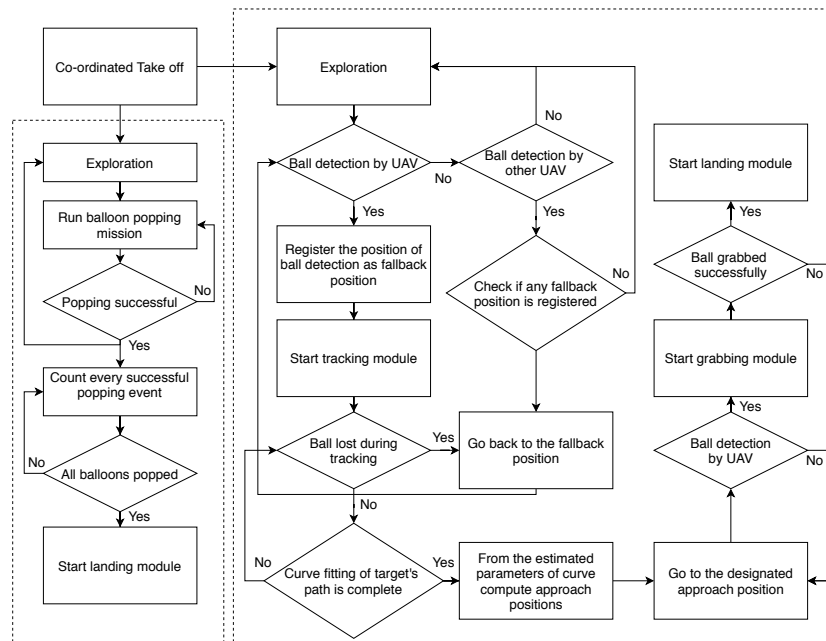 Co-ordinated Take off
Exploration
Run balloon popping
mission
No
Popping successful
Yes
Count every successful
popping event
No
All balloons popped
Yes
Start landing module
Exploration
No
Ball detection by UAV
No
Ball detection by
other UAV
Yes
Yes
Register the position of
ball detection as fallback
position
Check if any fallback
position is registered
No
Start tracking module
Ball lost during
tracking
Yes
Go back to the fallback
position
No
No
Curve fitting of target's
path is complete
Yes
From the estimated
parameters of curve
compute approach
positions
Go to the designated
approach position
Ball detection
by UAV
No
Yes
Start grabbing module
Ball grabbed
successfully
No
Yes
Start landing module